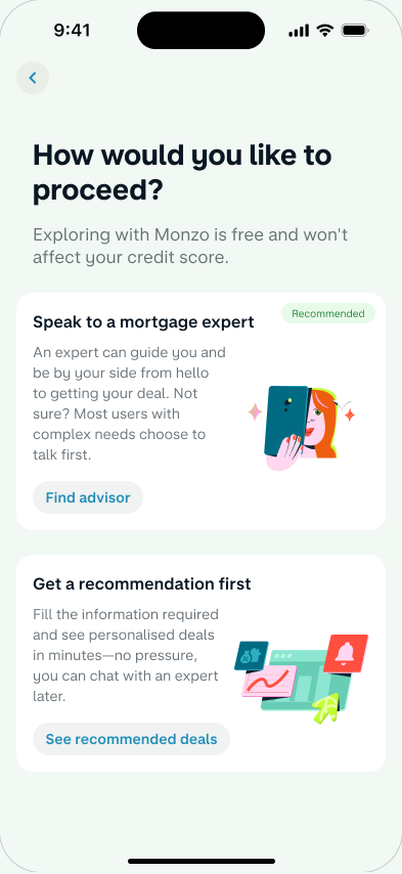 9:41
How would you like to
proceed?
Exploring with Monzo is free and won't
affect your credit score.
Recommended
Speak to a mortgage expert
An expert can guide you and
be by your side from hello
to getting your deal. Not
sure? Most users with
complex needs choose to
talk first.
Find advisor
Get a recommendation first
Fill the information required
and see personalised deals
in minutes—no pressure,
you can chat with an expert
later.
See recommended deals